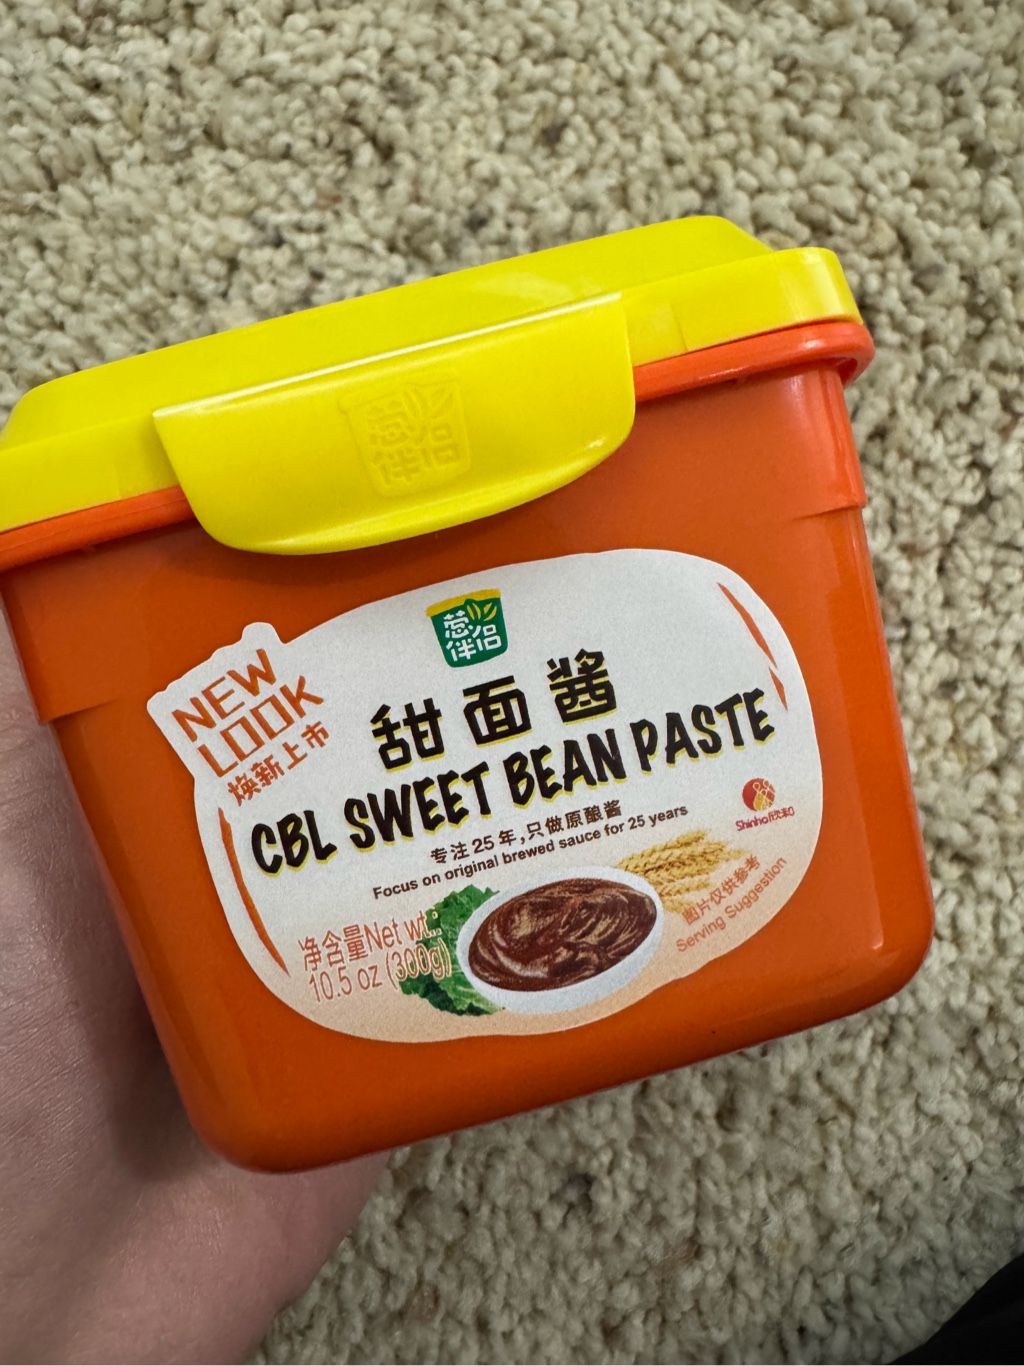 葱伴侣
葱伴侣
NEW
LOOK
焕新上市
甜面酱
CBL SWEET BEAN PASTE
专注25年,只做原酿酱
Focus on original brewed sauce for 25 years
Shinho欣和
净含量Net wt.:
10.5 oz (300g)
图片仅供参考
Serving Suggestion